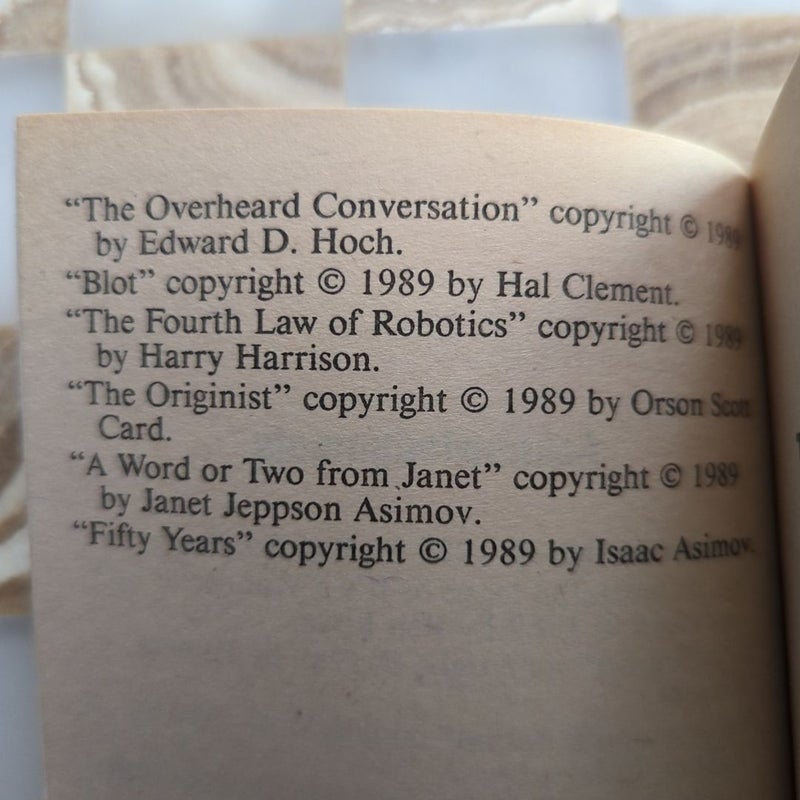 “The Overheard Conversation” copyright © 1989
by Edward D. Hoch.
“Blot” copyright © 1989 by Hal Clement.
“The Fourth Law of Robotics” copyright © 1989
by Harry Harrison.
“The Originist” copyright © 1989 by Orson Scott
Card.
“A Word or Two from Janet” copyright © 1989
by Janet Jeppson Asimov.
“Fifty Years” copyright © 1989 by Isaac Asimov.